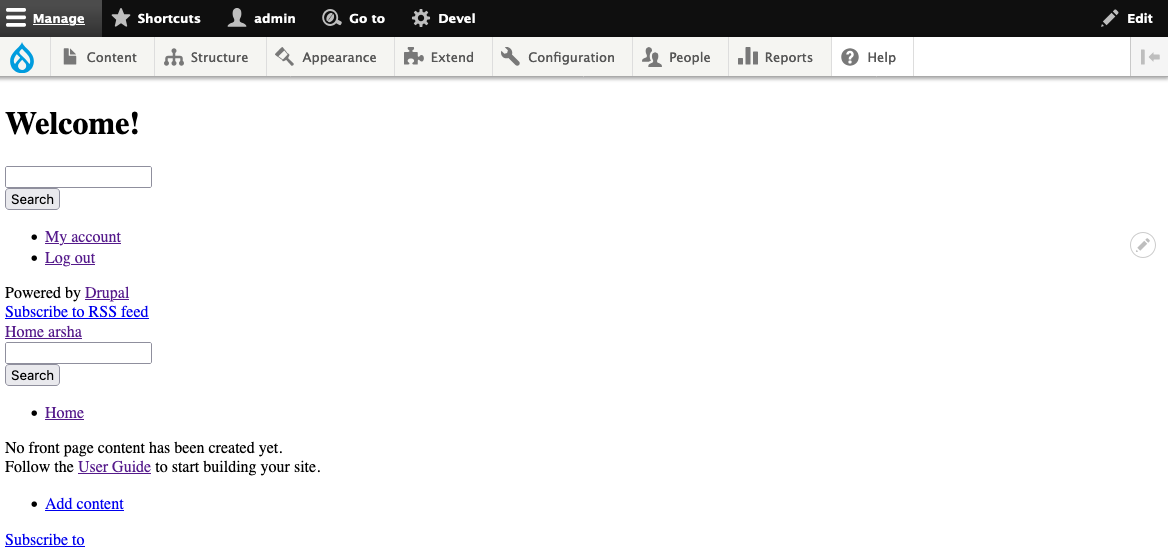 Manage Shortcuts admin Go to Devel Edit
Content Structure Appearance Extend Configuration People Reports Help
Welcome!
Search
My account
Log out
Powered by Drupal
Subscribe to RSS feed
Home arsha
Search
Home
No front page content has been created yet.
Follow the User Guide to start building your site.
Add content
Subscribe to